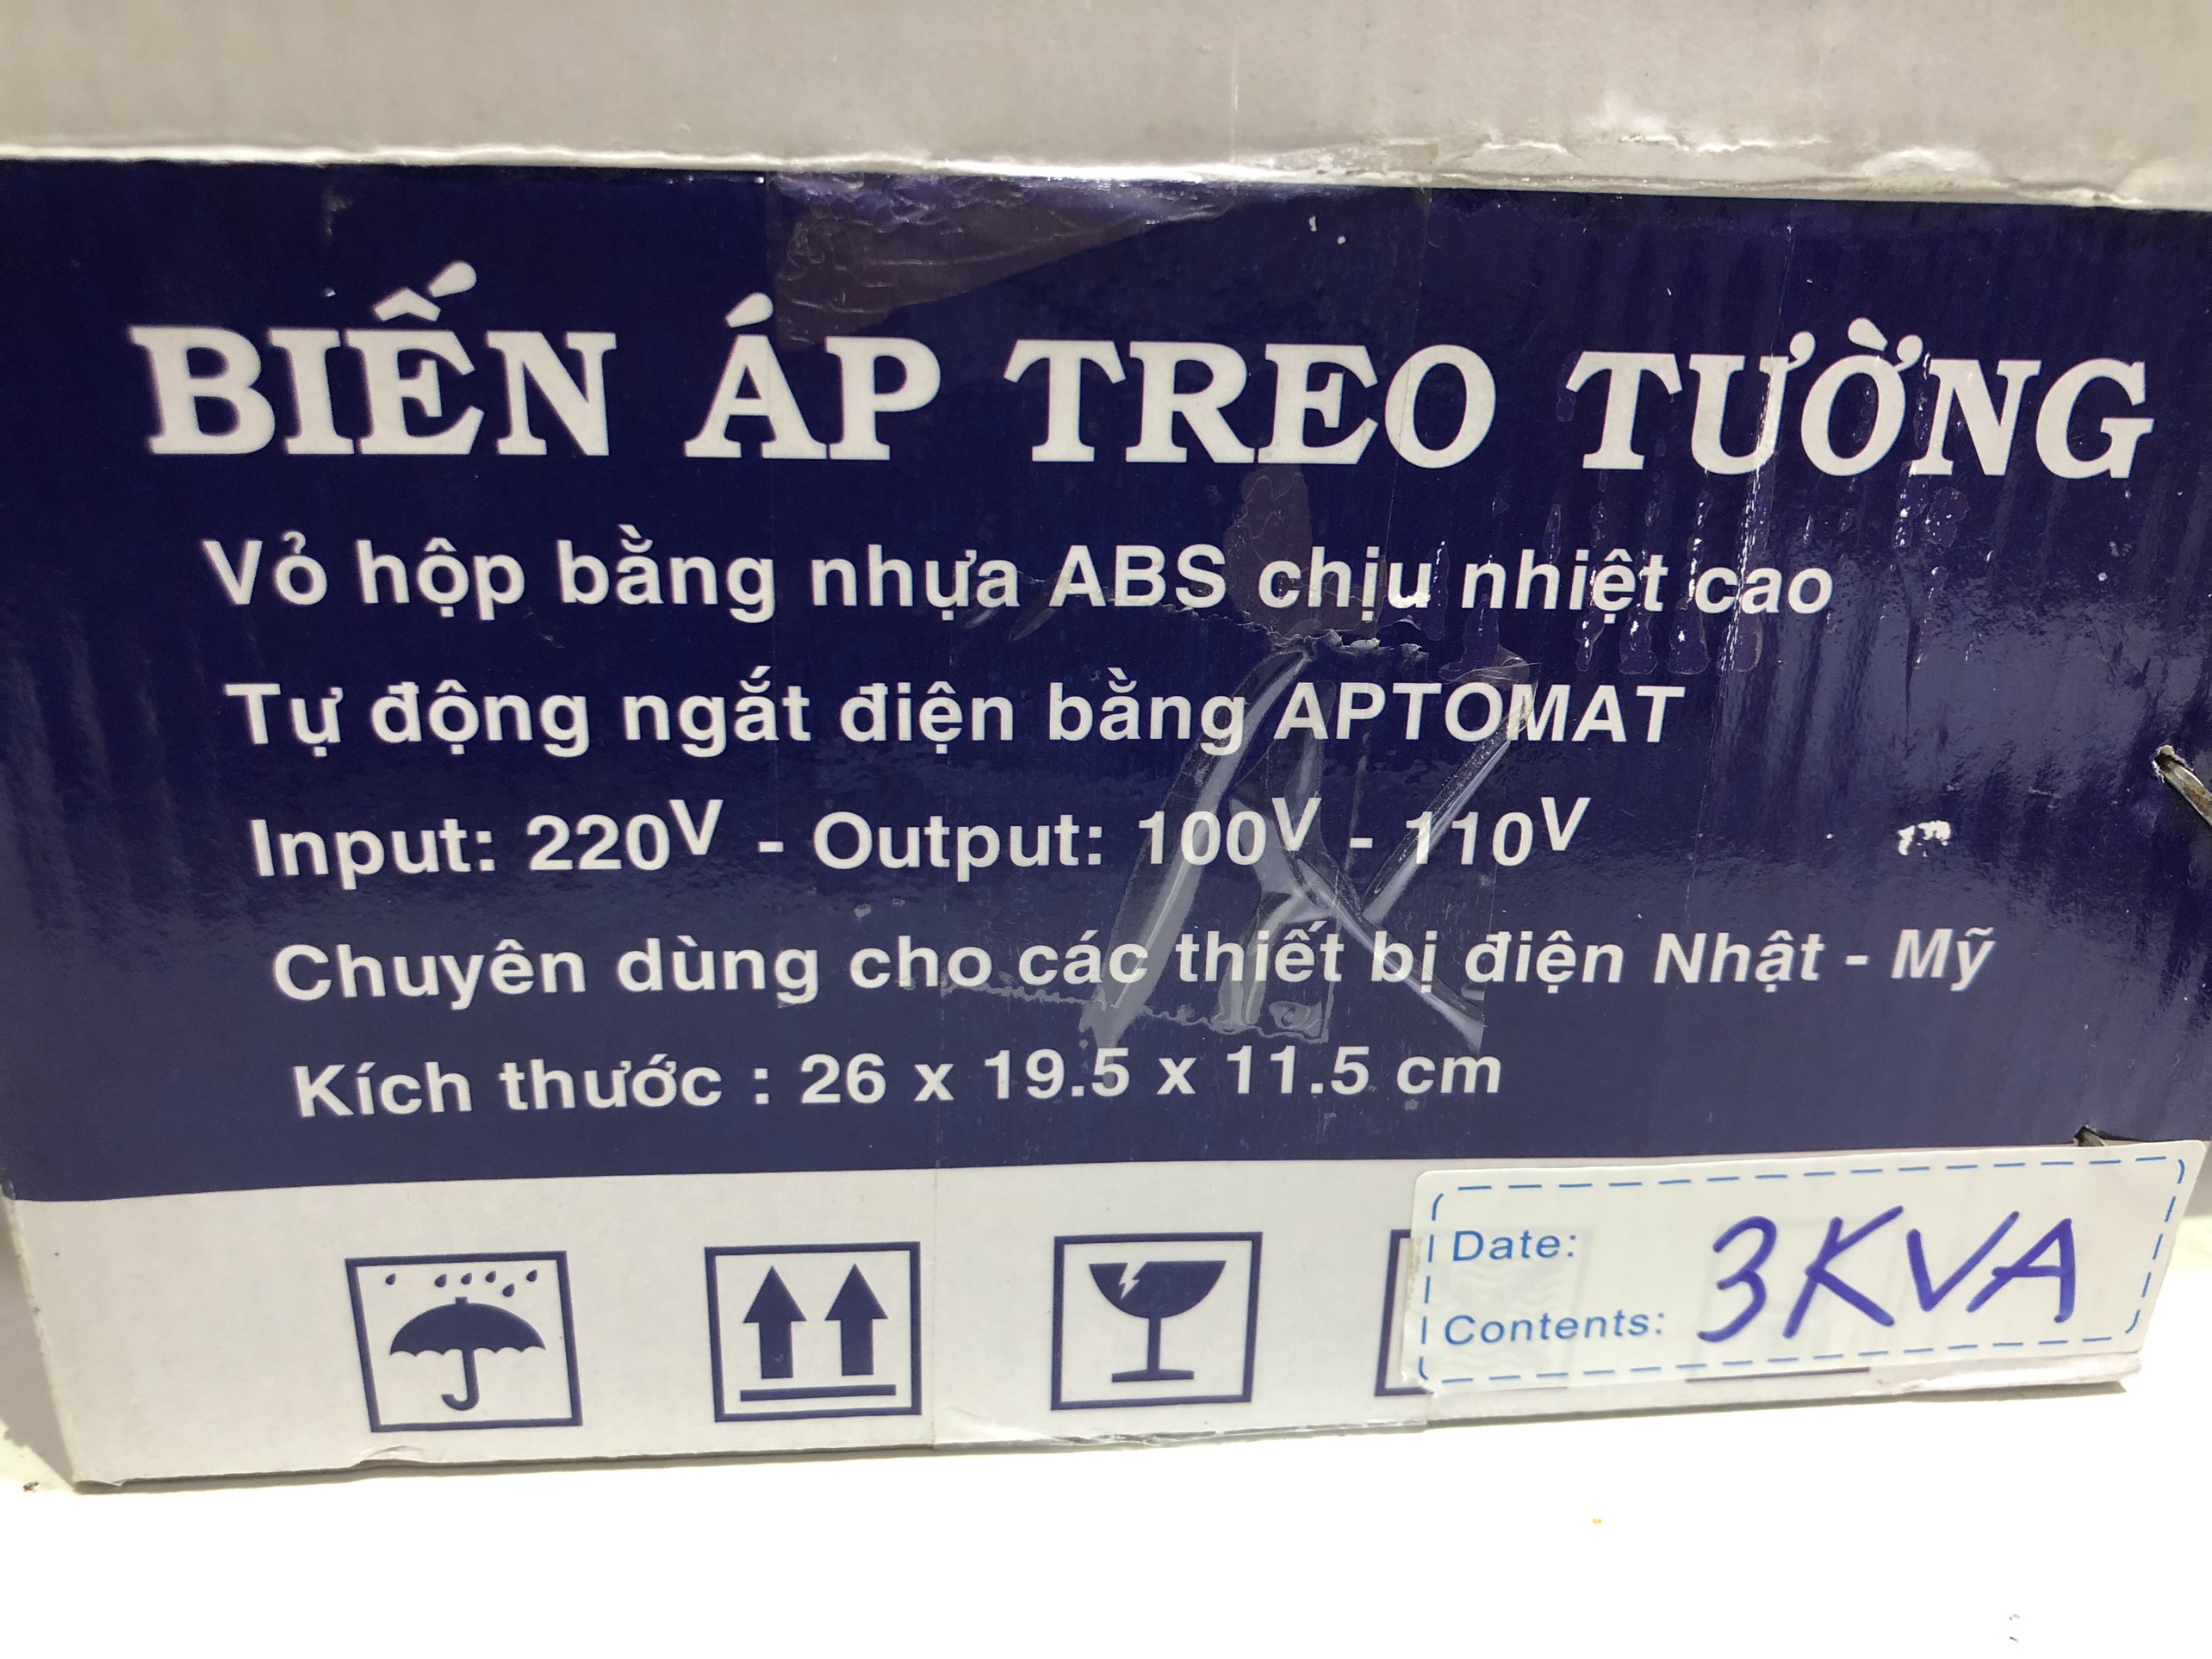 BIẾN ÁP TREO TƯỜNG
Vỏ hộp bằng nhựa ABS chịu nhiệt cao
Tự động ngắt điện bằng APTOMAT
Input: 220V - Output: 100V - 110V
Chuyên dùng cho các thiết bị điện Nhật - Mỹ
Kích thước : 26 x 19.5 x 11.5 cm
Date:
Contents: 3KVA